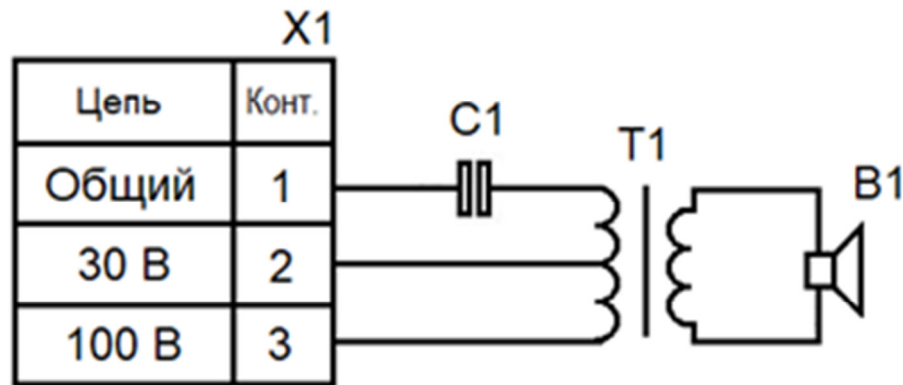 X1
Цепь Конт.
C1
T1
Общий 1
B1
30 В 2
100 В 3